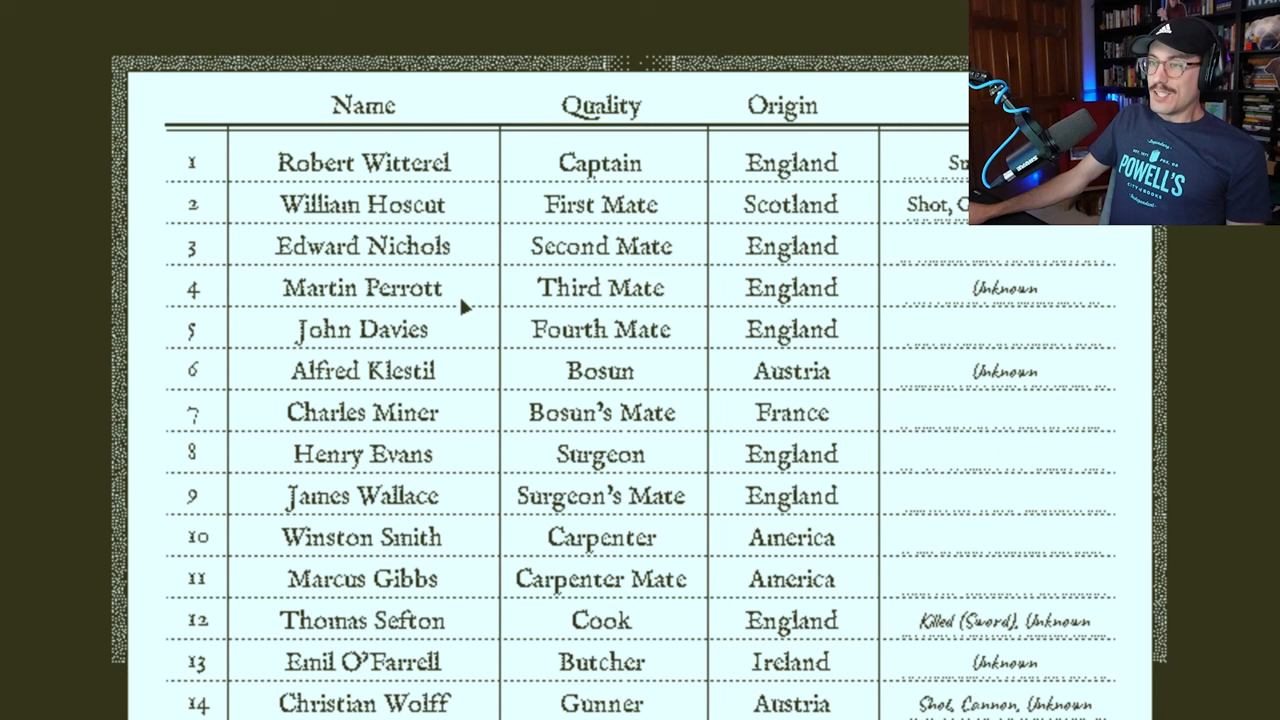 Name Quality Origin
1 Robert Witterel Captain England
2 William Hoscut First Mate Scotland Shot,
3 Edward Nichols Second Mate England
4 Martin Perrott Third Mate England Unknown
5 John Davies Fourth Mate England
6 Alfred Klestil Bosun Austria Unknown
7 Charles Miner Bosun's Mate France
8 Henry Evans Surgeon England
9 James Wallace Surgeon's Mate England
10 Winston Smith Carpenter America
11 Marcus Gibbs Carpenter Mate America
12 Thomas Sefton Cook England Killed (Sword), Unknown
13 Emil O'Farrell Butcher Ireland Unknown
14 Christian Wolff Gunner Austria Shot, Cannon, Unknown
POWELL'S
CITY OF BOOKS